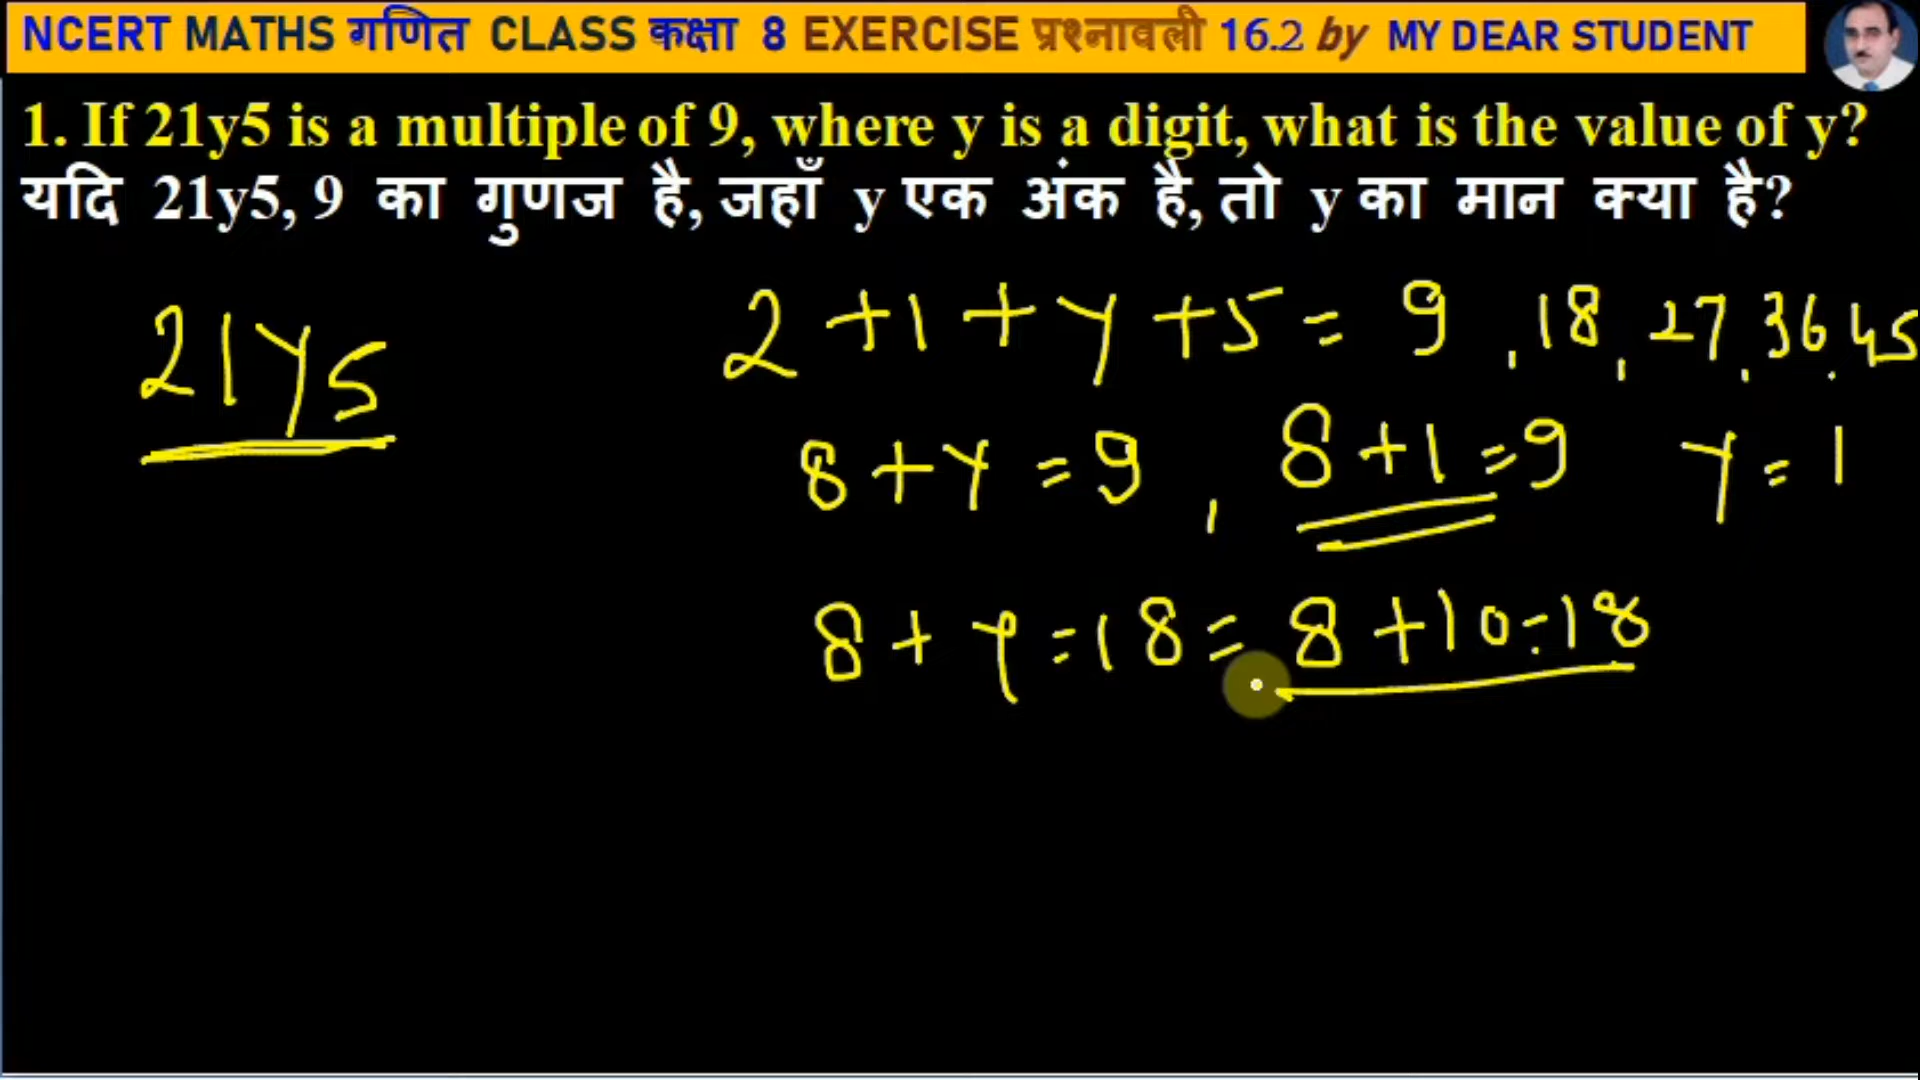 NCERT MATHS गणित CLASS कक्षा 8 EXERCISE प्रश्नावली 16.2 by MY DEAR STUDENT
1. If 21y5 is a multiple of 9, where y is a digit, what is the value of y?
यदि 21y5, 9 का गुणज है, जहाँ y एक अंक है, तो y का मान क्या है?
21y5
2+1+y+5= 9, 18, 27, 36, 45
8+y=9, 8+1=9 y=1
8+y=18= 8+10=18